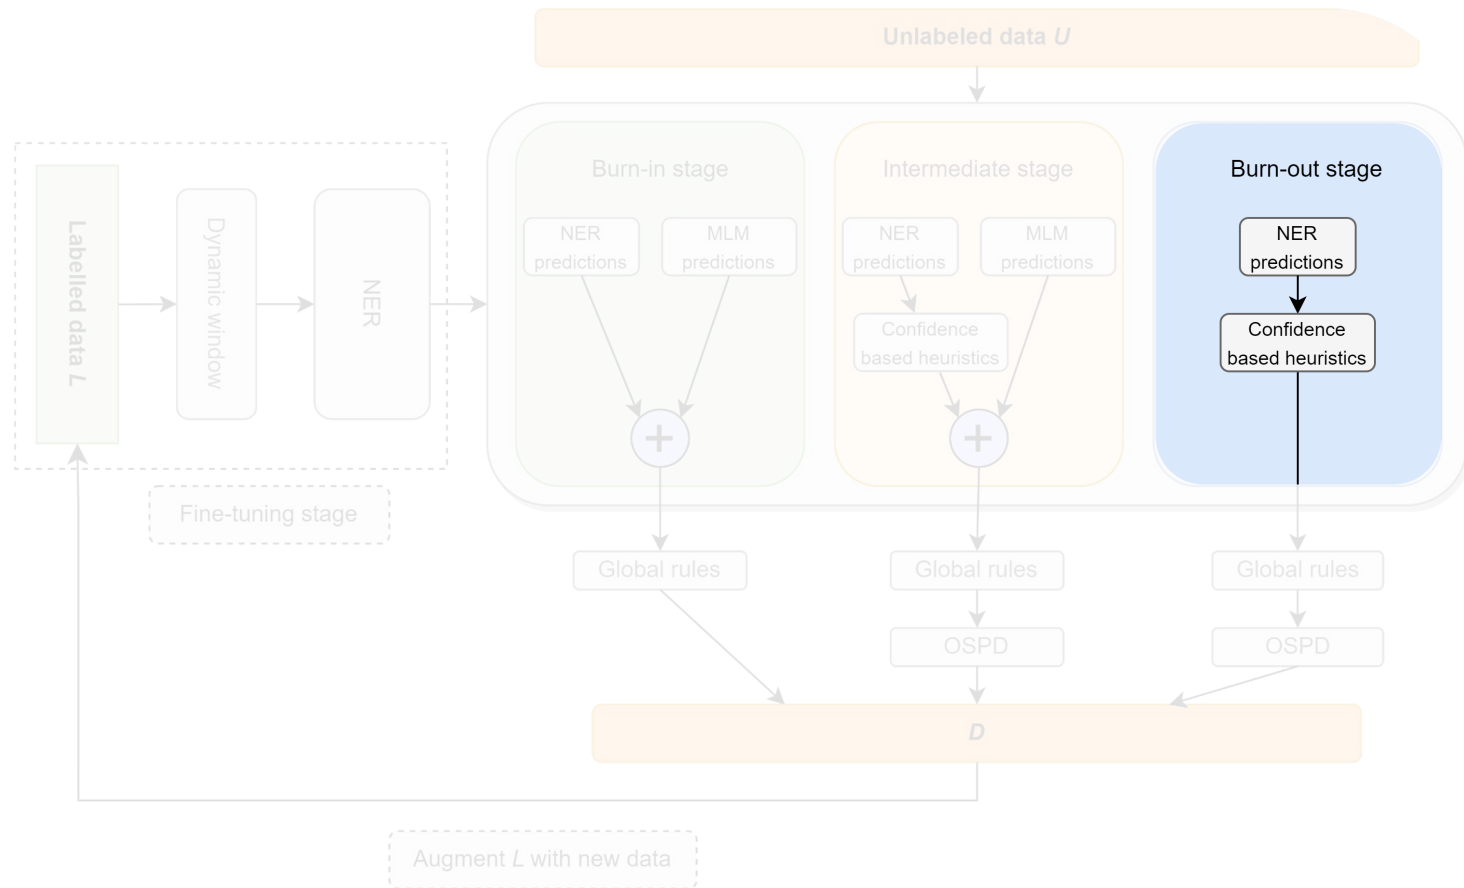 Unlabeled data U
Labelled data L
Dynamic window
NER
Fine-tuning stage
Burn-in stage
NER
predictions
MLM
predictions
Intermediate stage
NER
predictions
MLM
predictions
Confidence
based heuristics
Burn-out stage
NER
predictions
Confidence
based heuristics
Global rules
Global rules
Global rules
OSPD
OSPD
D
Augment L with new data